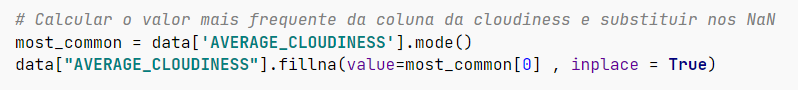 # Calcular o valor mais frequente da coluna da cloudiness e substituir nos NaN
most_common = data['AVERAGE_CLOUDINESS'].mode()
data["AVERAGE_CLOUDINESS"].fillna(value=most_common[0] , inplace = True)